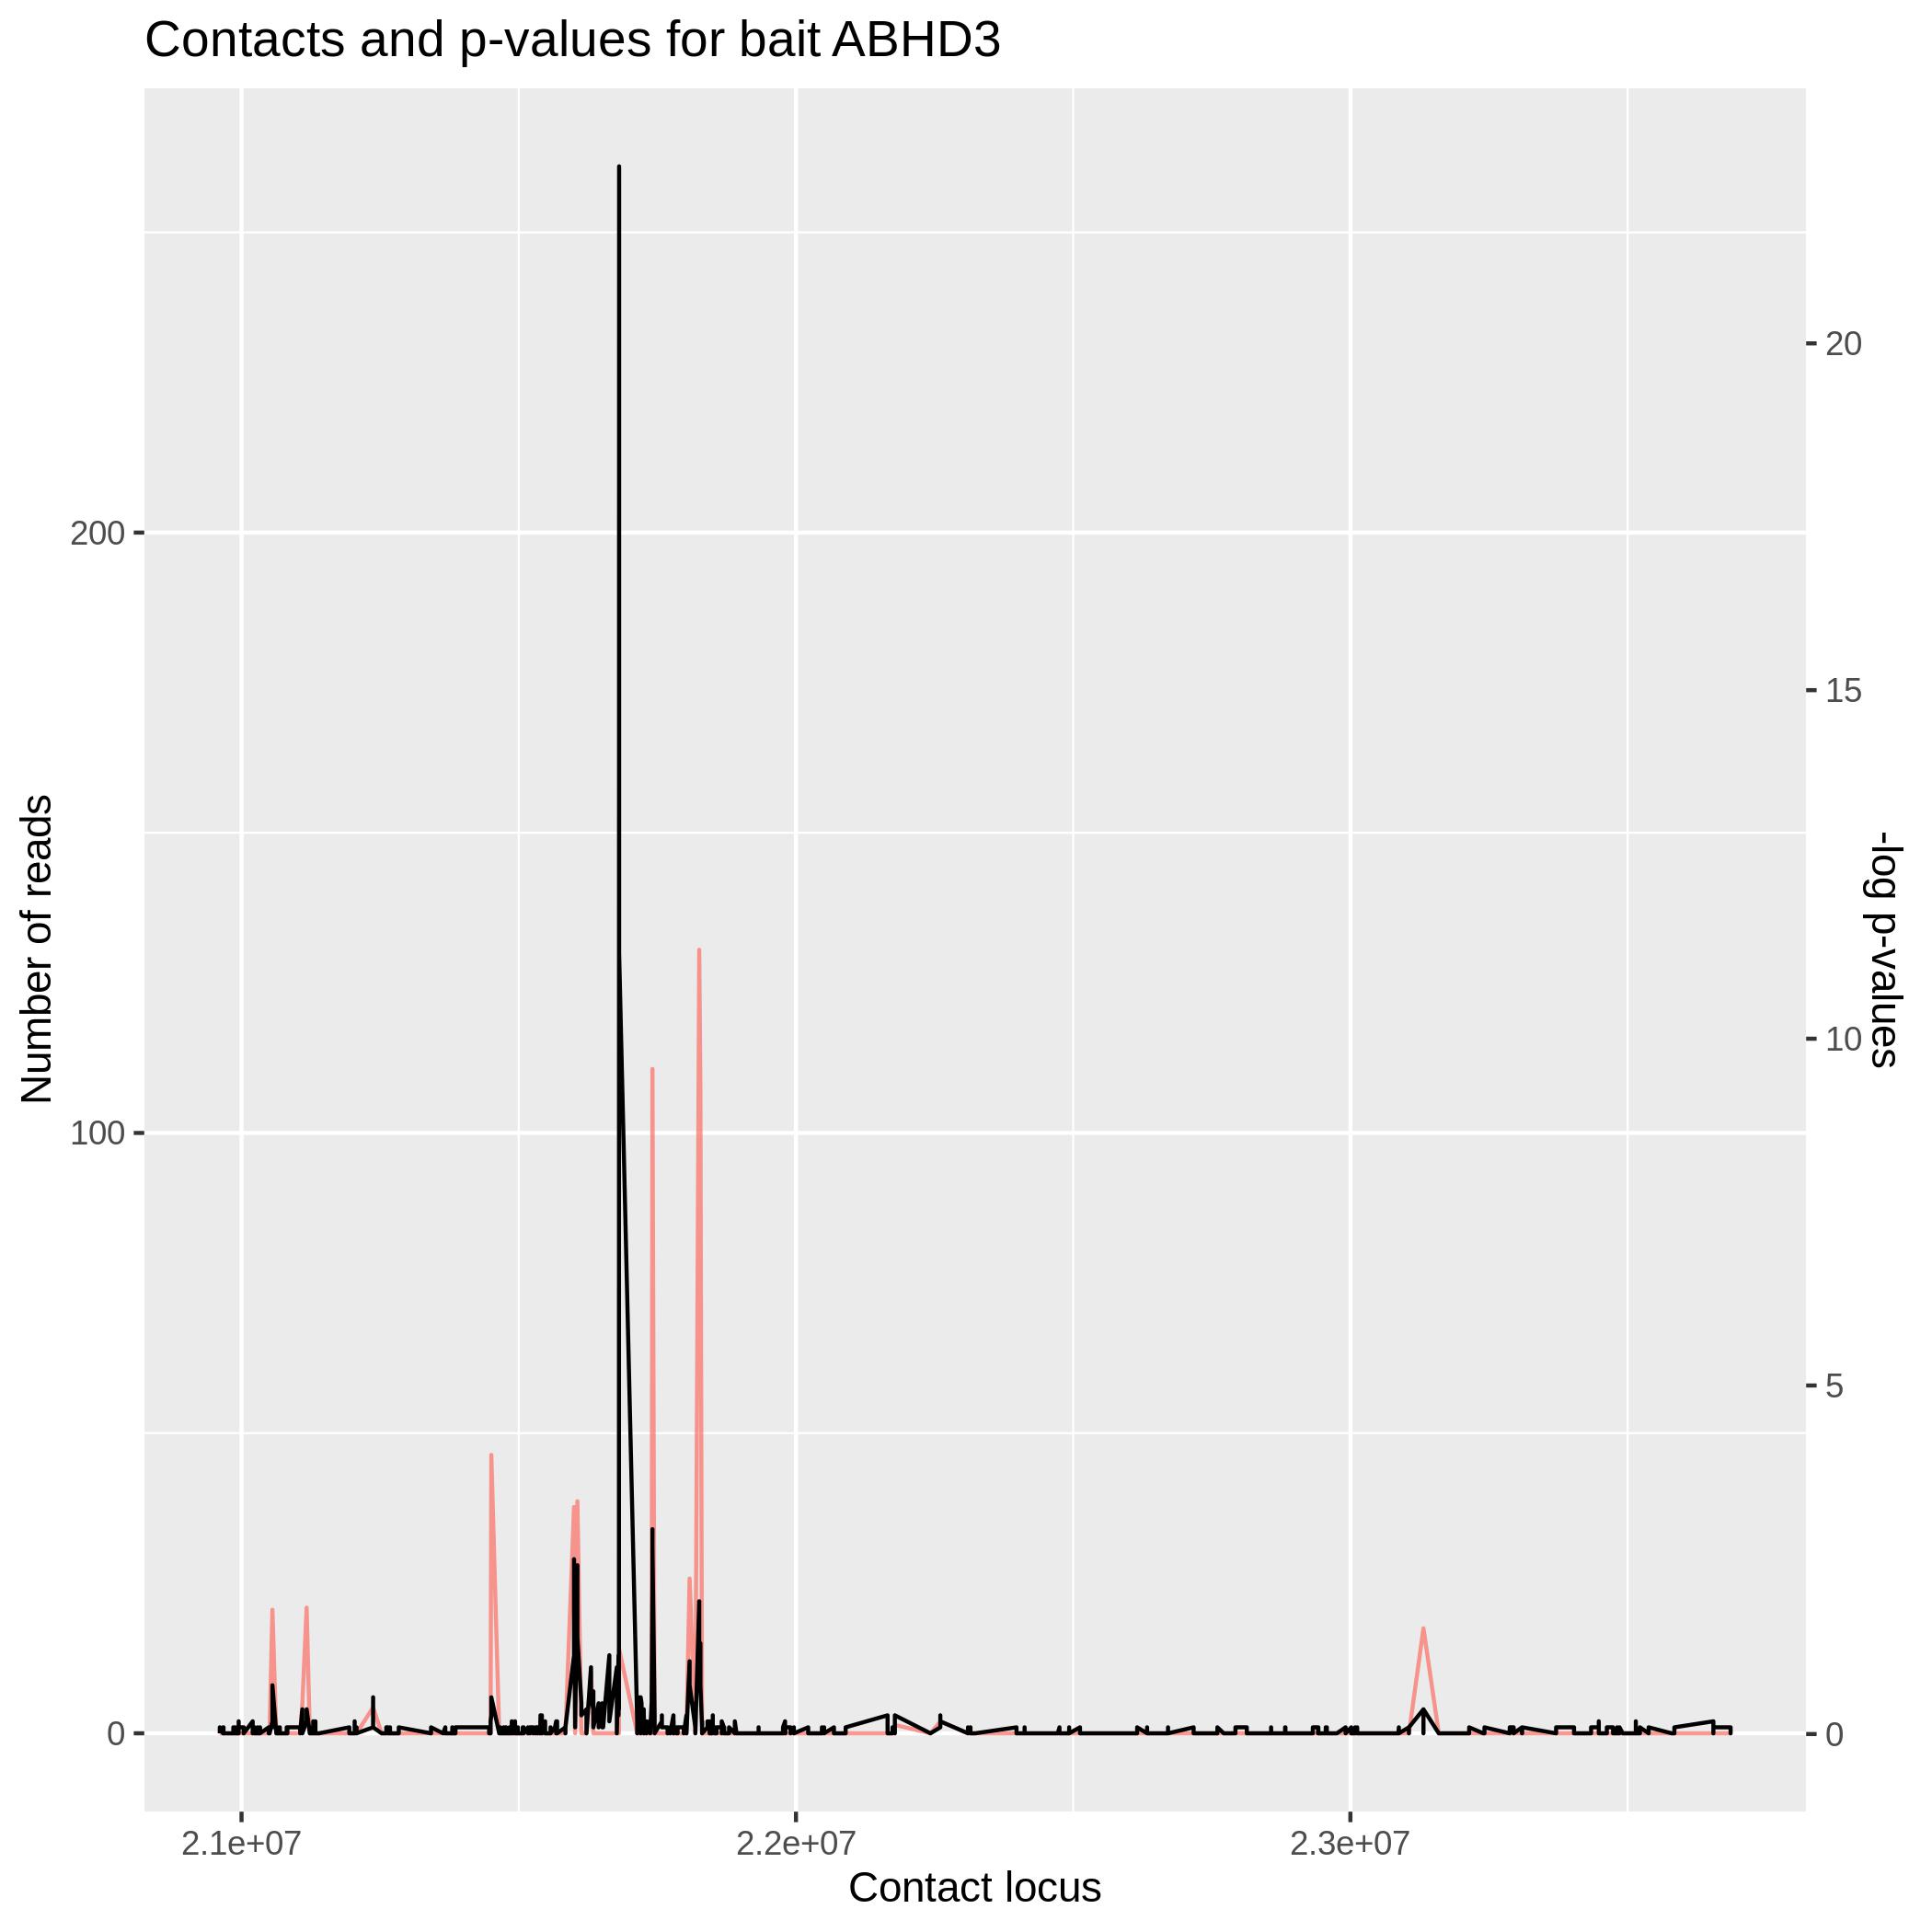 Contacts and p-values for bait ABHD3
Number of reads
200
100
0
20
15
10
5
0
-log p-values
2.1e+07
2.2e+07
2.3e+07
Contact locus